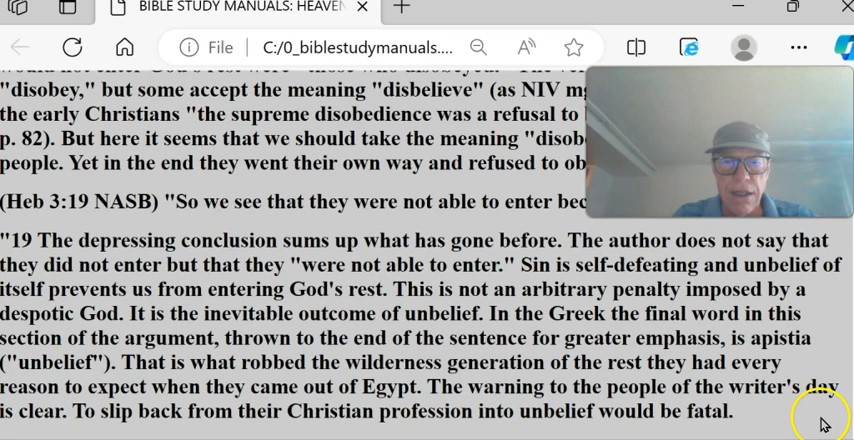 BIBLE STUDY MANUALS: HEAVEN
File C:/0_biblestudymanuals....
"disobey," but some accept the meaning "disbelieve" (as NIV
the early Christians "the supreme disobedience was a refusal to
p. 82). But here it seems that we should take the meaning
people. Yet in the end they went their own way and refused to
(Heb 3:19 NASB) "So we see that they were not able to enter
"19 The depressing conclusion sums up what has gone before. The author does not say that
they did not enter but that they "were not able to enter." Sin is self-defeating and unbelief of
itself prevents us from entering God's rest. This is not an arbitrary penalty imposed by a
despotic God. It is the inevitable outcome of unbelief. In the Greek the final word in this
section of the argument, thrown to the end of the sentence for greater emphasis, is apistia
("unbelief"). That is what robbed the wilderness generation of the rest they had every
reason to expect when they came out of Egypt. The warning to the people of the writer's day
is clear. To slip back from their Christian profession into unbelief would be fatal.